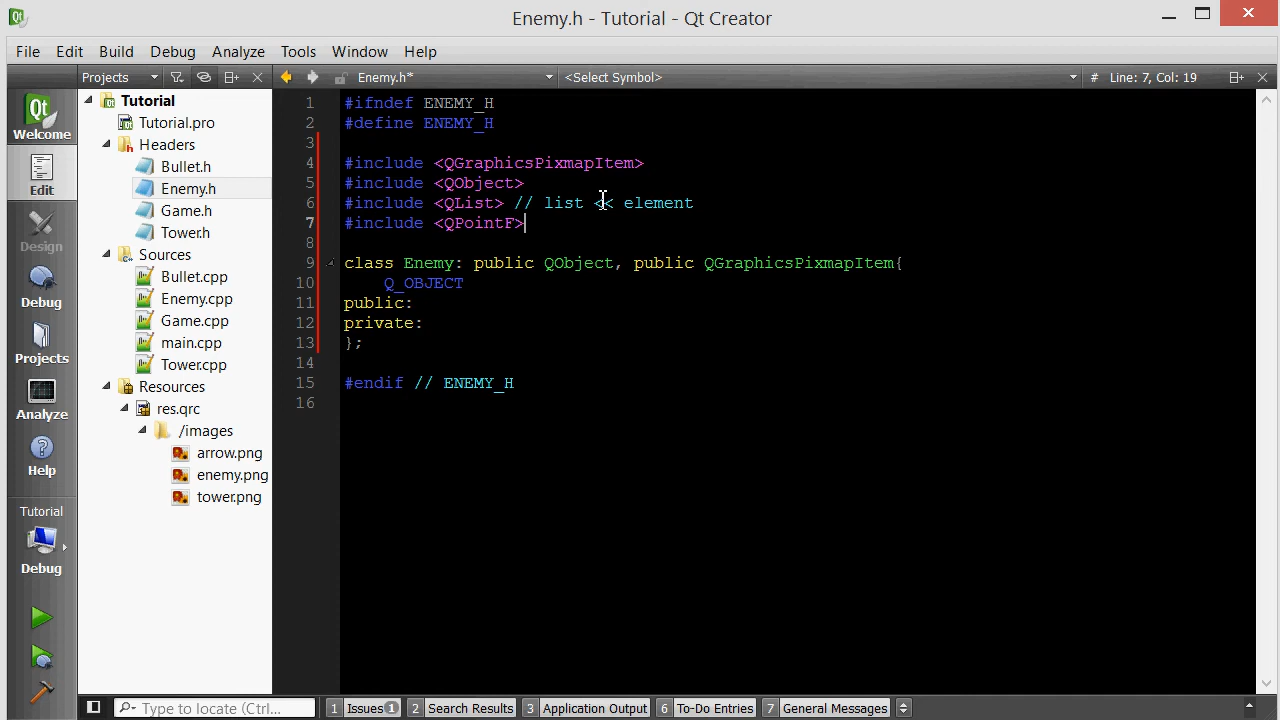 Enemy.h - Tutorial - Qt Creator
File Edit Build Debug Analyze Tools Window Help
Projects Enemy.h* <Select Symbol> # Line: 7, Col: 19
Welcome
Edit
Design
Debug
Projects
Analyze
Help
Tutorial
Debug
Tutorial
Tutorial.pro
Headers
Bullet.h
Enemy.h
Game.h
Tower.h
Sources
Bullet.cpp
Enemy.cpp
Game.cpp
main.cpp
Tower.cpp
Resources
res.qrc
/images
arrow.png
enemy.png
tower.png
1 #ifndef ENEMY_H
2 #define ENEMY_H
3
4 #include <QGraphicsPixmapItem>
5 #include <QObject>
6 #include <QList> // list << element
7 #include <QPointF>
8
9 class Enemy: public QObject, public QGraphicsPixmapItem{
10 Q_OBJECT
11 public:
12 private:
13 };
14
15 #endif // ENEMY_H
16
Type to locate (Ctrl... 1 Issues 1 2 Search Results 3 Application Output 6 To-Do Entries 7 General Messages